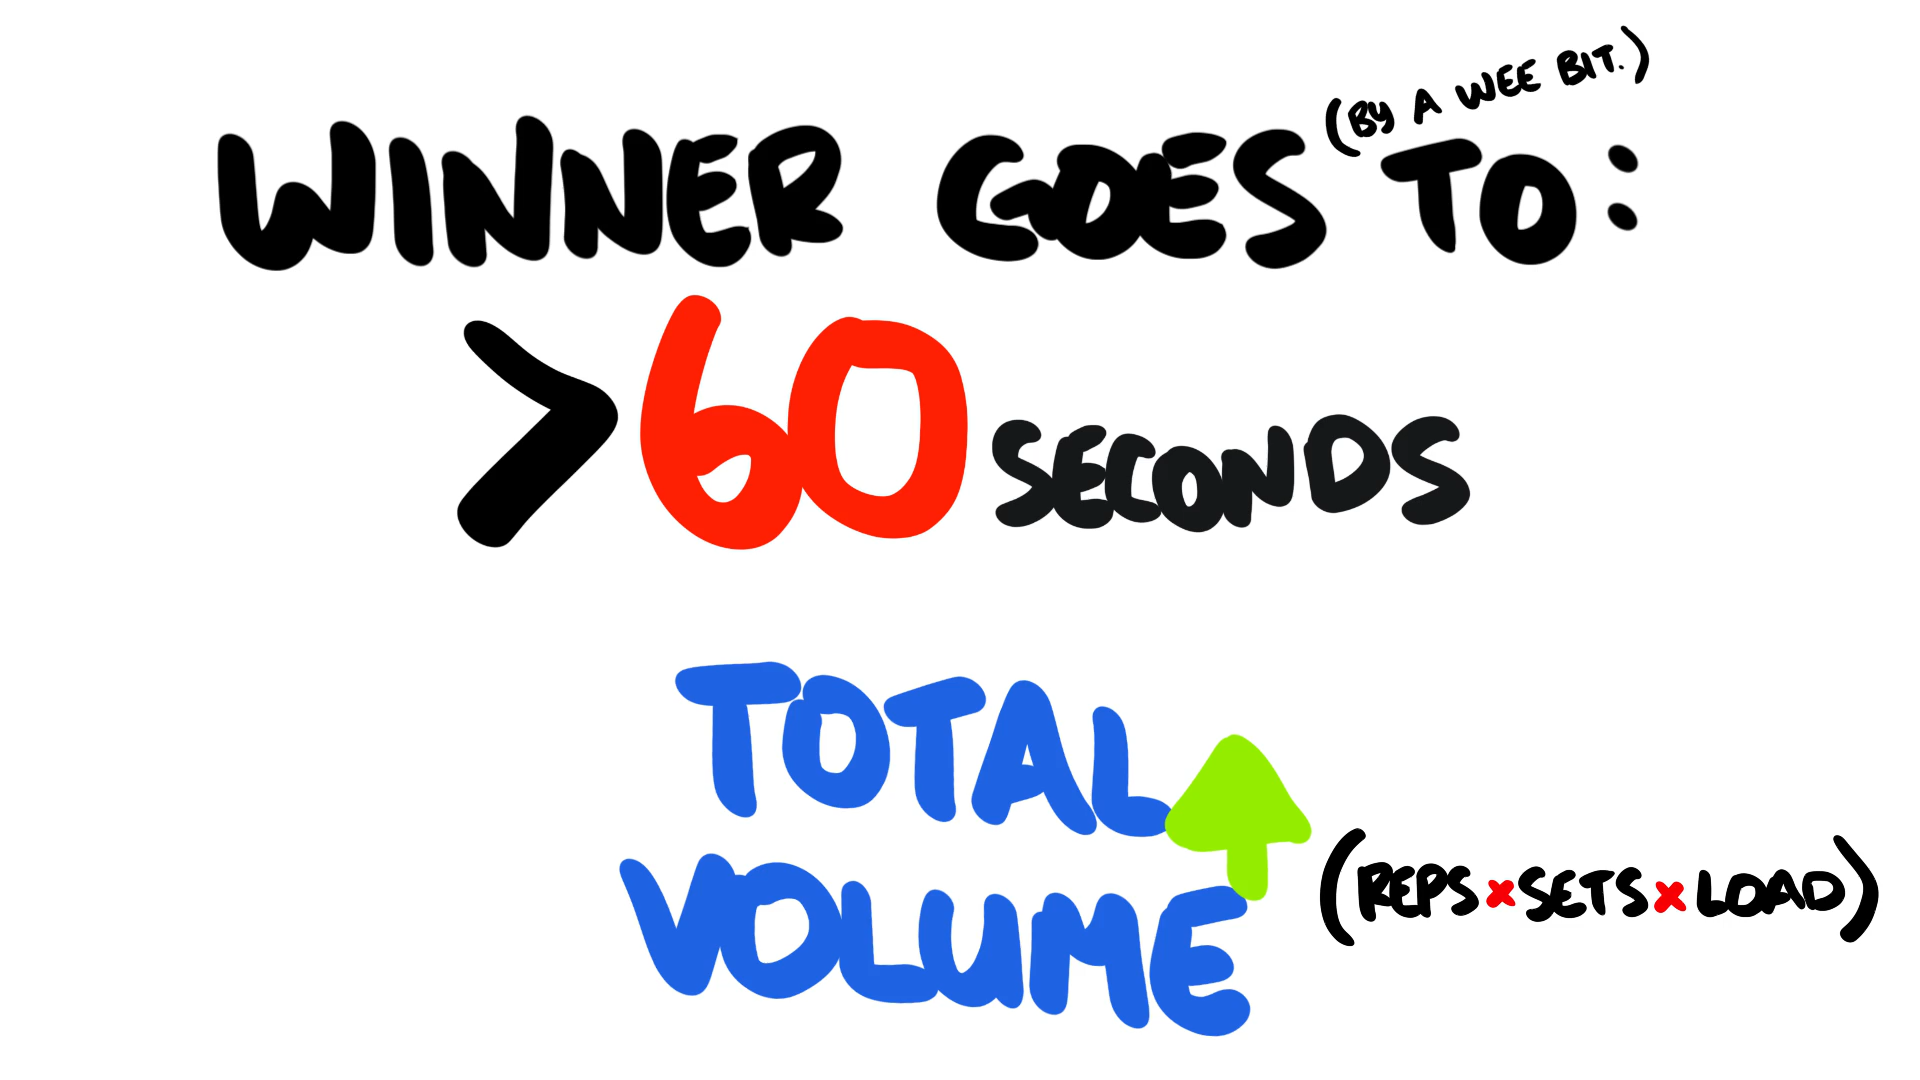 (BY A WEE BIT.)
WINNER GOES TO:
>60 SECONDS
TOTAL
VOLUME
(REPS x SETS x LOAD)